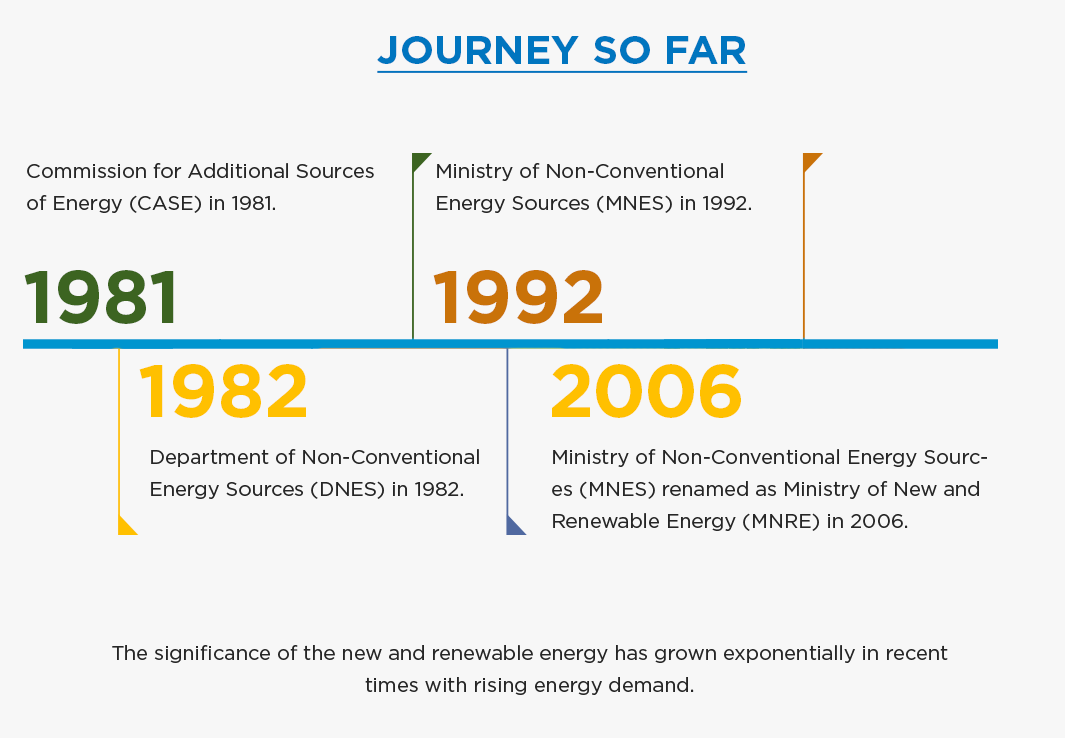 JOURNEY SO FAR
Commission for Additional Sources
of Energy (CASE) in 1981.
1981
1982
Department of Non-Conventional
Energy Sources (DNES) in 1982.
Ministry of Non-Conventional
Energy Sources (MNES) in 1992.
1992
2006
Ministry of Non-Conventional Energy Sourc-
es (MNES) renamed as Ministry of New and
Renewable Energy (MNRE) in 2006.
The significance of the new and renewable energy has grown exponentially in recent
times with rising energy demand.